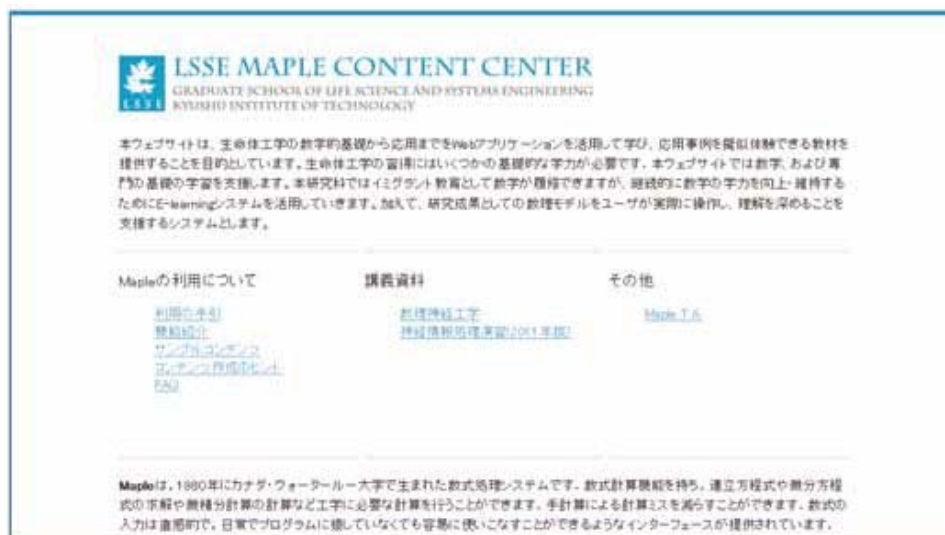 LSSE MAPLE CONTENT CENTER
GRADUATE SCHOOL OF LIFE SCIENCE AND SYSTEMS ENGINEERING
LSSE KYUSHU INSTITUTE OF TECHNOLOGY
本ウェブサイトは、生命体工学の数学的基礎から応用までをWebアプリケーションを活用して学び、応用事例を擬似体験できる教材を
提供することを目的としています。生命体工学の習得にはいくつかの基礎的な学力が必要です。本ウェブサイトでは数学、および専
門の基礎の学習を支援します。本研究科ではイミグラント教育として数学が履修できますが、継続的に数学の学力を向上・維持する
ためにE-learningシステムを活用していきます。加えて、研究成果としての数理モデルをユーザが実際に操作し、理解を深めることを
支援するシステムとします。
Mapleの利用について 講義資料 その他
利用の手引 数理神経工学 Maple T.A.
機能紹介 神経情報処理演習(2011年版)
サンプルコンテンツ
コンテンツ作成のヒント
FAQ
Mapleは、1980年にカナダ・ウォータールー大学で生まれた数式処理システムです。数式計算機能を持ち、連立方程式や微分方程
式の求解や微積分計算の計算など工学に必要な計算を行うことができます。手計算による計算ミスを減らすことができます。数式の
入力は直感的で、日常でプログラムに接していなくても容易に使いこなすことができるようなインターフェースが提供されています。